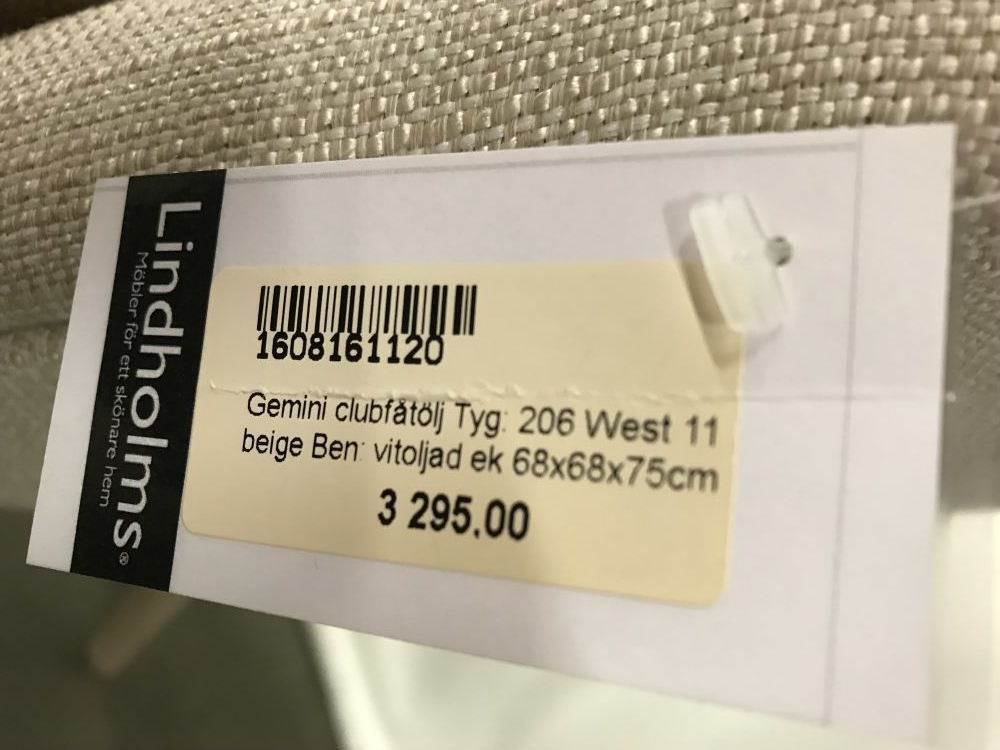 Lindholms®
Möbler för ett skönare hem
1608161120
Gemini clubfåtölj Tyg: 206 West 11
beige Ben: vitoljad ek 68x68x75cm
3 295.00